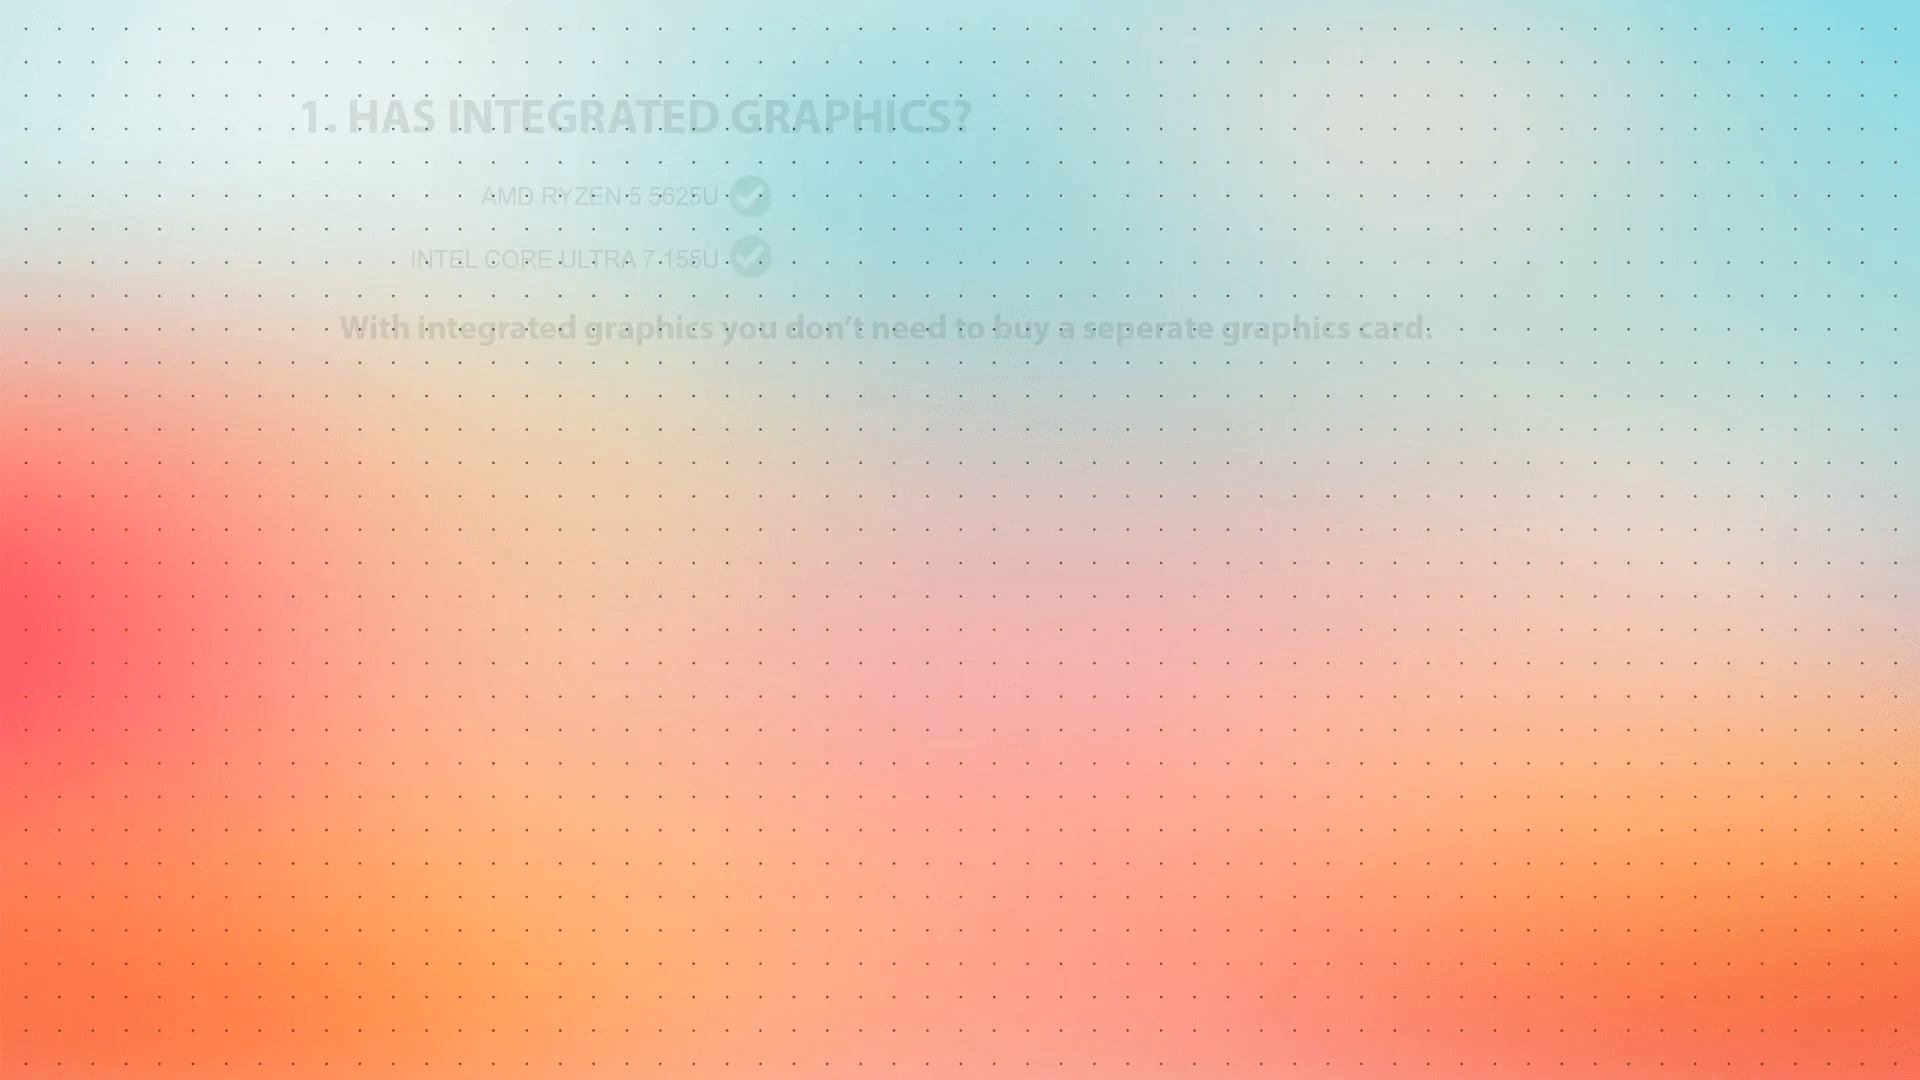 1. HAS INTEGRATED GRAPHICS?
AMD RYZEN 5 5625U
INTEL CORE ULTRA 7 155U
With integrated graphics you don’t need to buy a seperate graphics card.